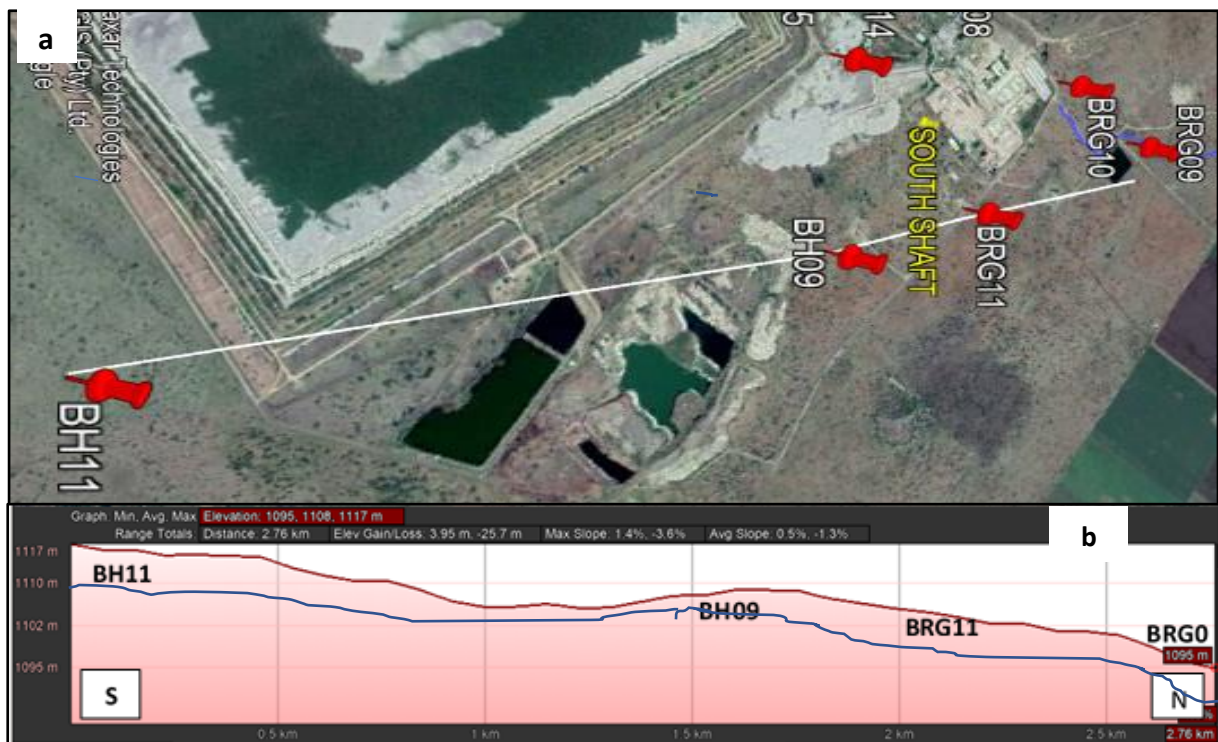 a
axar Technologies
S (Pty) Ltd.
gle
5
14
08
BRG10
BRG09
SOUTH SHAFT
BRG11
BH09
BH11
Graph: Min, Avg, Max Elevation: 1095, 1108, 1117 m
Range Totals: Distance: 2.76 km Elev Gain/Loss: 3.95 m, -25.7 m Max Slope: 1.4%, -3.6% Avg Slope: 0.5%, -1.3%
b
1117 m
1110 m
1102 m
1095 m
BH11
BH09
BRG11
BRG0
1095 m
S
N
%
0.5 km
1 km
1.5 km
2 km
2.5 km
2.76 km